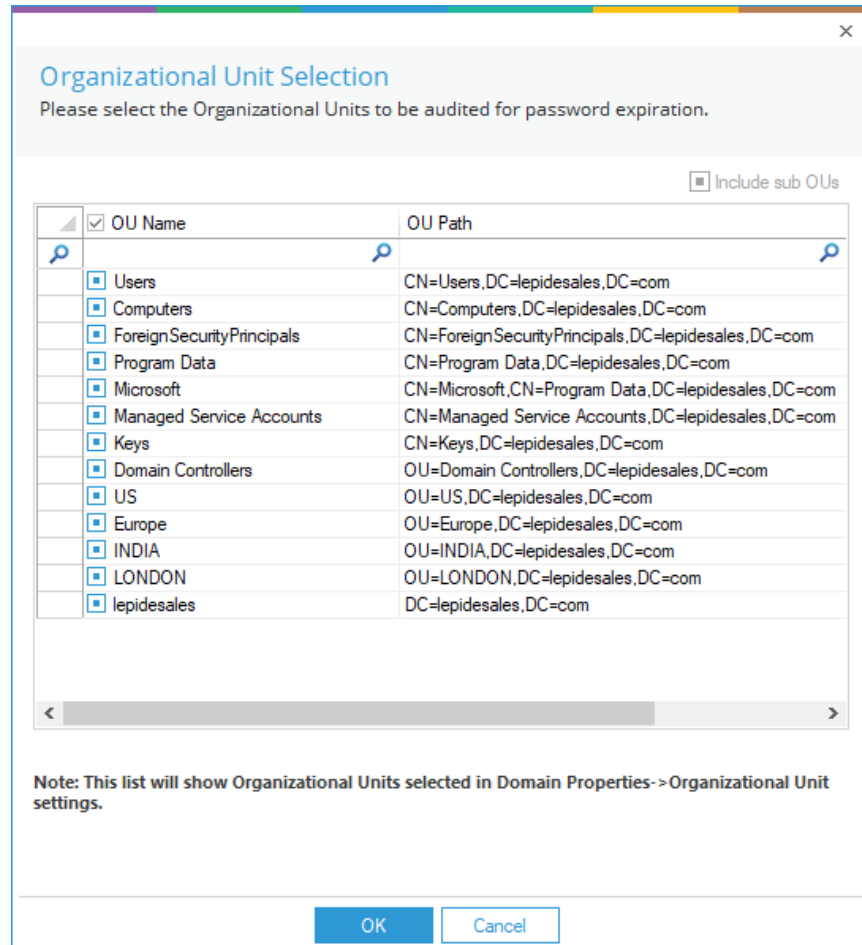 Organizational Unit Selection
Please select the Organizational Units to be audited for password expiration.
Include sub OUs
OU Name OU Path
Users CN=Users,DC=lepidesales,DC=com
Computers CN=Computers,DC=lepidesales,DC=com
ForeignSecurityPrincipals CN=ForeignSecurityPrincipals,DC=lepidesales,DC=com
Program Data CN=Program Data,DC=lepidesales,DC=com
Microsoft CN=Microsoft,CN=Program Data,DC=lepidesales,DC=com
Managed Service Accounts CN=Managed Service Accounts,DC=lepidesales,DC=com
Keys CN=Keys,DC=lepidesales,DC=com
Domain Controllers OU=Domain Controllers,DC=lepidesales,DC=com
US OU=US,DC=lepidesales,DC=com
Europe OU=Europe,DC=lepidesales,DC=com
INDIA OU=INDIA,DC=lepidesales,DC=com
LONDON OU=LONDON,DC=lepidesales,DC=com
lepidesales DC=lepidesales,DC=com
Note: This list will show Organizational Units selected in Domain Properties->Organizational Unit
settings.
OK Cancel